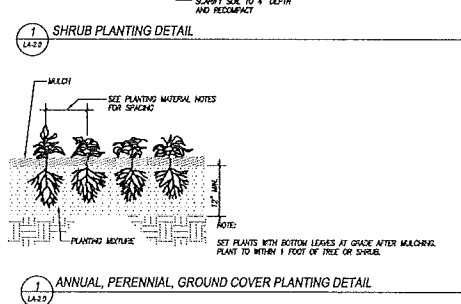 SCARIFY SOIL TO 4" DEPTH
AND RECOMPACT
1
LA-2.0
SHRUB PLANTING DETAIL
MULCH
SEE PLANTING MATERIAL NOTES
FOR SPACING
12" MIN.
PLANTING MIXTURE
NOTE:
SET PLANTS WITH BOTTOM LEAVES AT GRADE AFTER MULCHING.
PLANT TO WITHIN 1 FOOT OF TREE OR SHRUB.
1
LA-2.0
ANNUAL, PERENNIAL, GROUND COVER PLANTING DETAIL